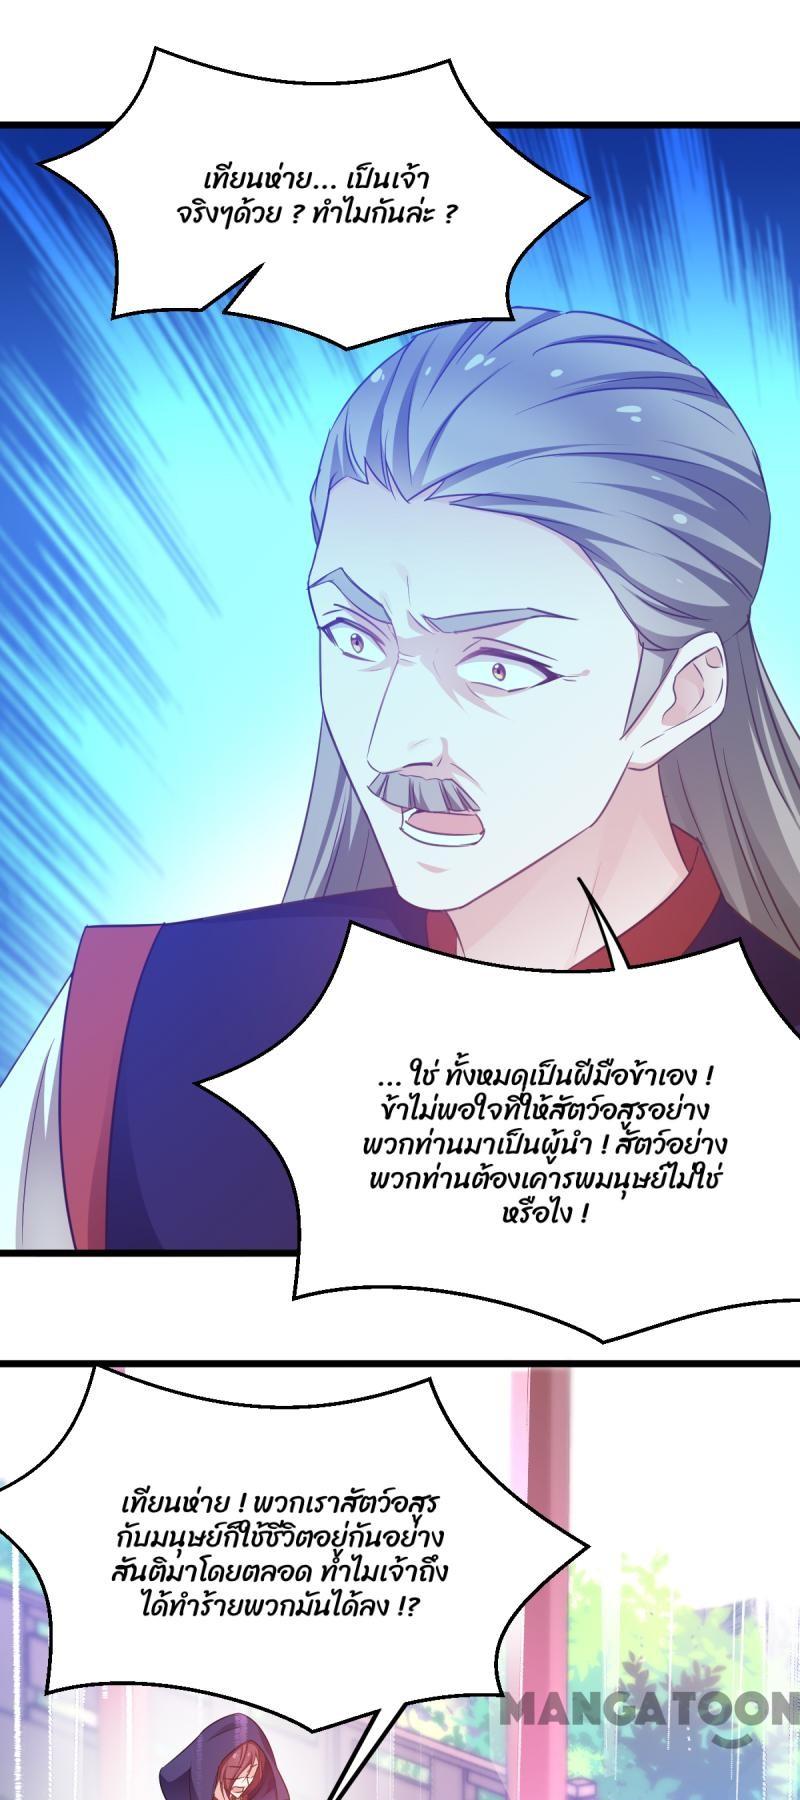 เทียนห่าย... เป็นเจ้า
จริงๆด้วย ? ทำไมกันล่ะ ?
... ใช่ ทั้งหมดเป็นฝีมือข้าเอง !
ข้าไม่พอใจที่ให้สัตว์อสูรอย่าง
พวกท่านมาเป็นผู้นำ ! สัตว์อย่าง
พวกท่านต้องเคารพมนุษย์ไม่ใช่
หรือไง !
เทียนห่าย ! พวกเราสัตว์อสูร
กับมนุษย์ก็ใช้ชีวิตอยู่กันอย่าง
สันติมาโดยตลอด ทำไมเจ้าถึง
ได้ทำร้ายพวกมันได้ลง !?
MANGATOON